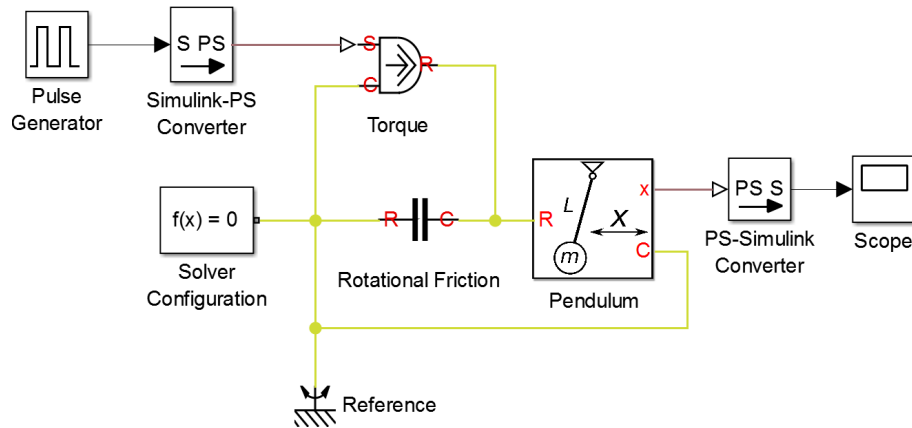 Pulse
Generator
S PS
Simulink-PS
Converter
S
C
R
Torque
f(x) = 0
Solver
Configuration
R
C
Rotational Friction
R
L
X
m
x
C
Pendulum
PS S
PS-Simulink
Converter
Scope
Reference